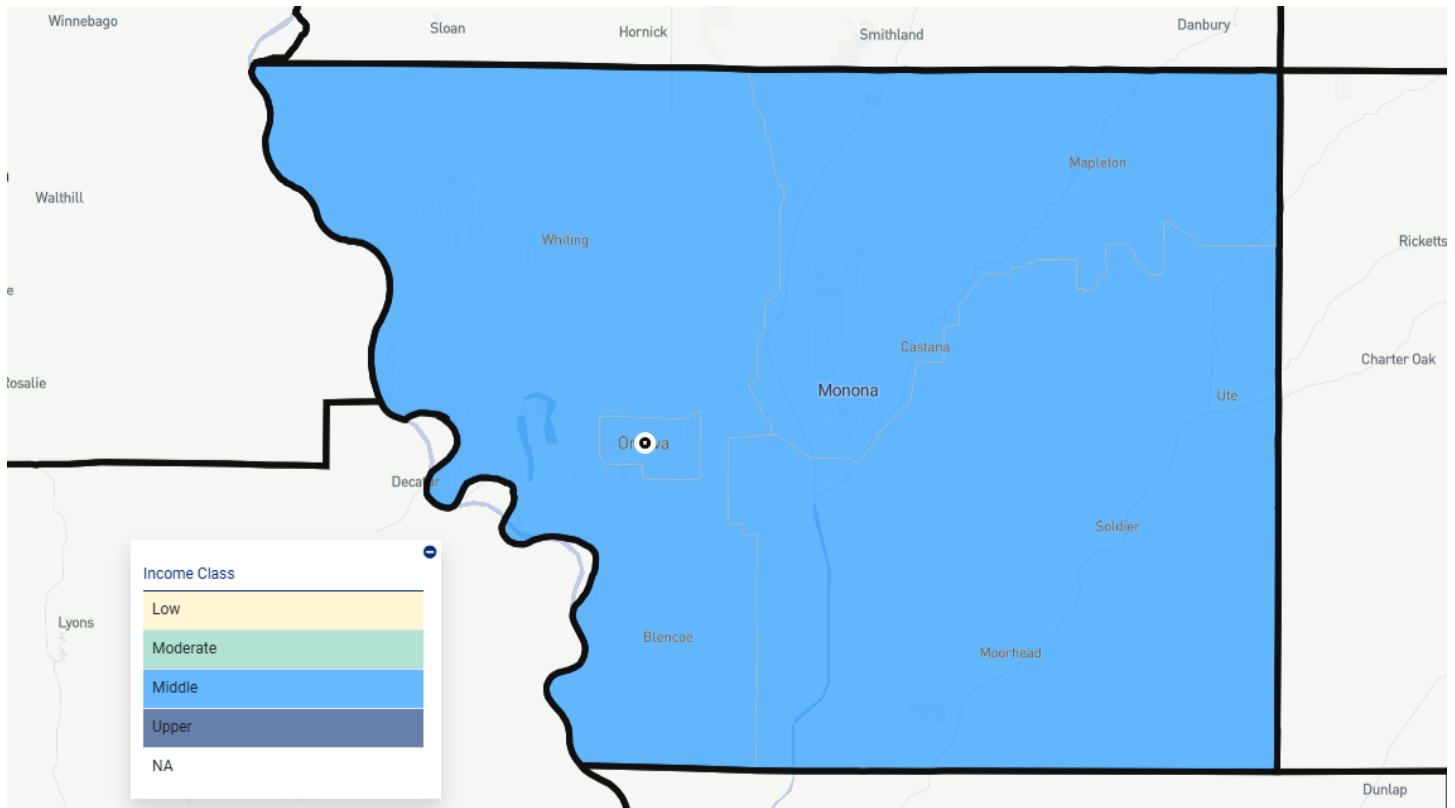 Winnebago
Sloan
Hornick
Smithland
Danbury
Mapleton
Walthill
Whiting
Ricketts
Castana
Charter Oak
Monona
Ute
Decatur
Soldier
Income Class
Low
Moderate
Middle
Upper
NA
Lyons
Blencoe
Moorhead
Dunlap